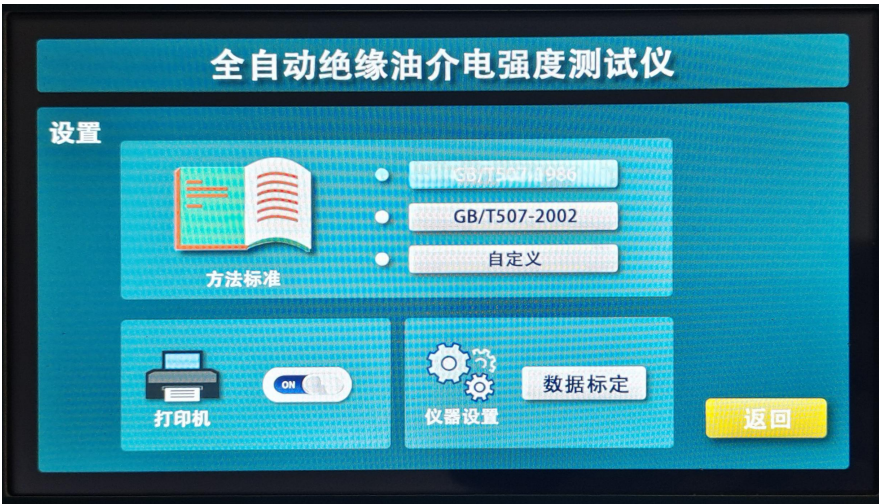 全自动绝缘油介电强度测试仪
设置
GB/T507-1986
GB/T507-2002
自定义
方法标准
ON
打印机
数据标定
仪器设置
返回